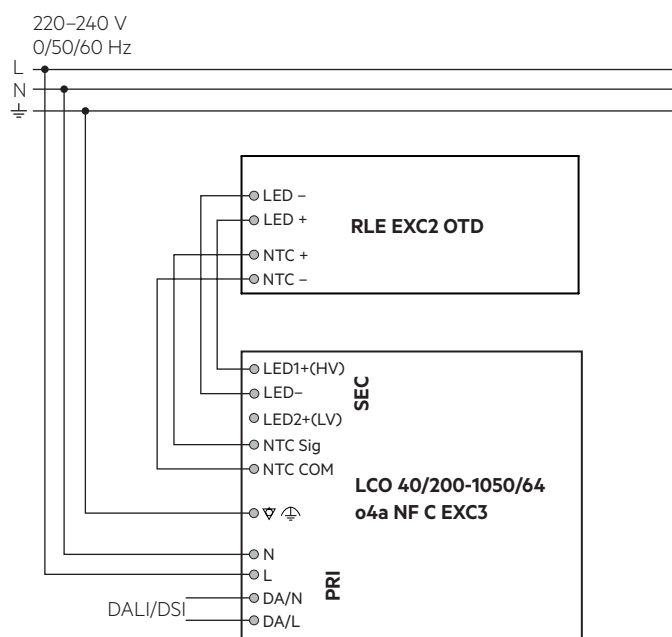 220–240 V
0/50/60 Hz
L
N
LED –
LED +
RLE EXC2 OTD
NTC +
NTC –
LED1+(HV)
SEC
LED–
LED2+(LV)
NTC Sig
NTC COM
LCO 40/200-1050/64
o4a NF C EXC3
N
L
PRI
DA/N
DALI/DSI
DA/L